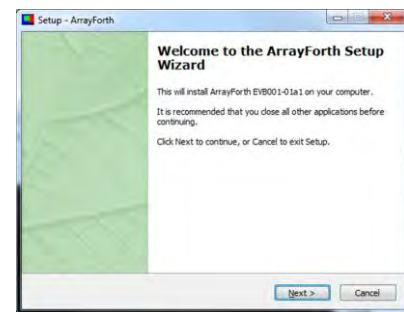 Setup - ArrayForth
Welcome to the ArrayForth Setup
Wizard
This will install ArrayForth EVB001-01a1 on your computer.
It is recommended that you close all other applications before
continuing.
Click Next to continue, or Cancel to exit Setup.
Next >
Cancel